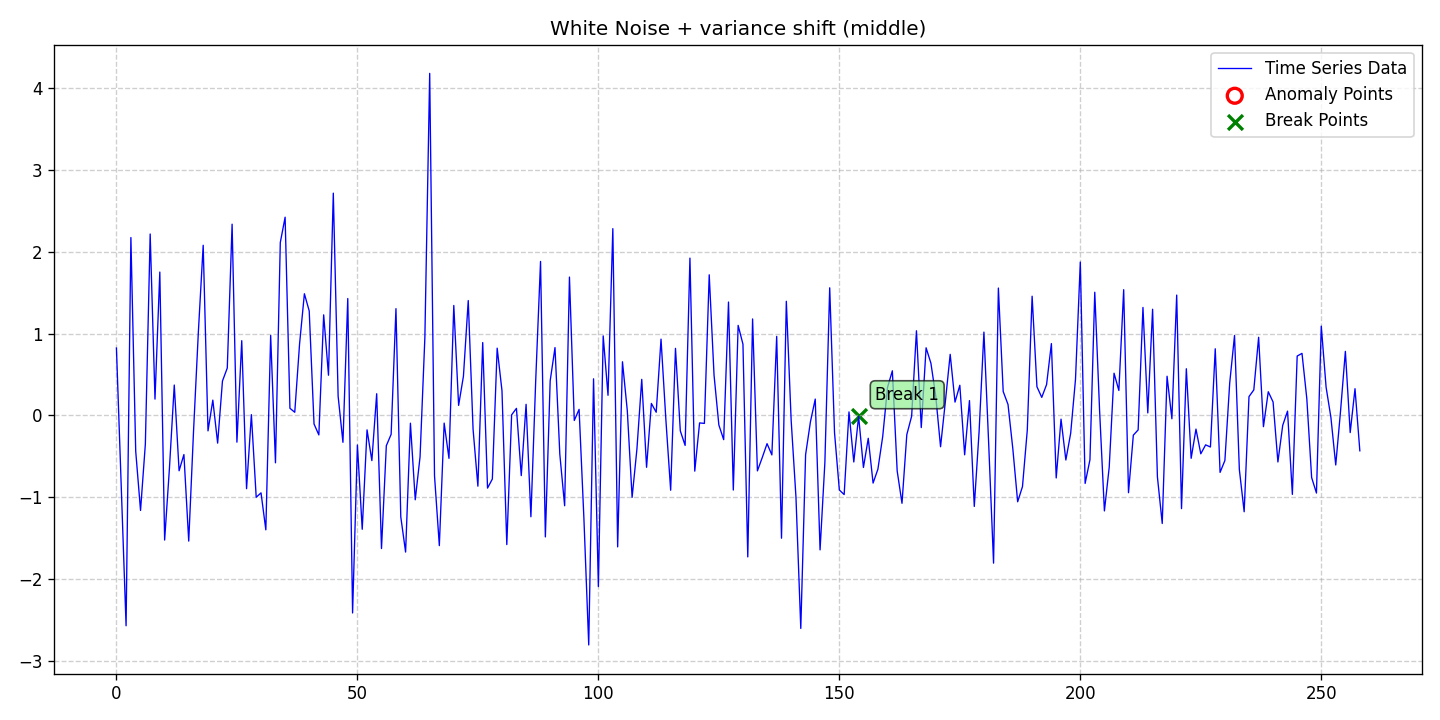 White Noise + variance shift (middle)
Time Series Data
Anomaly Points
Break Points
4
3
2
1
0
−1
−2
−3
Break 1
0
50
100
150
200
250